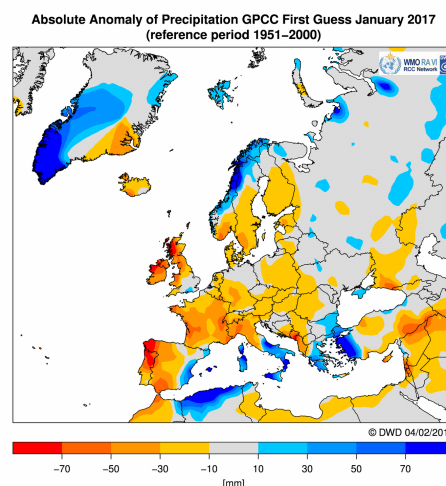 Absolute Anomaly of Precipitation GPCC First Guess January 2017
(reference period 1951−2000)
WMO RA VI
RCC Network
© DWD 04/02/201
−70 −50 −30 −10 10 30 50 70
[mm]